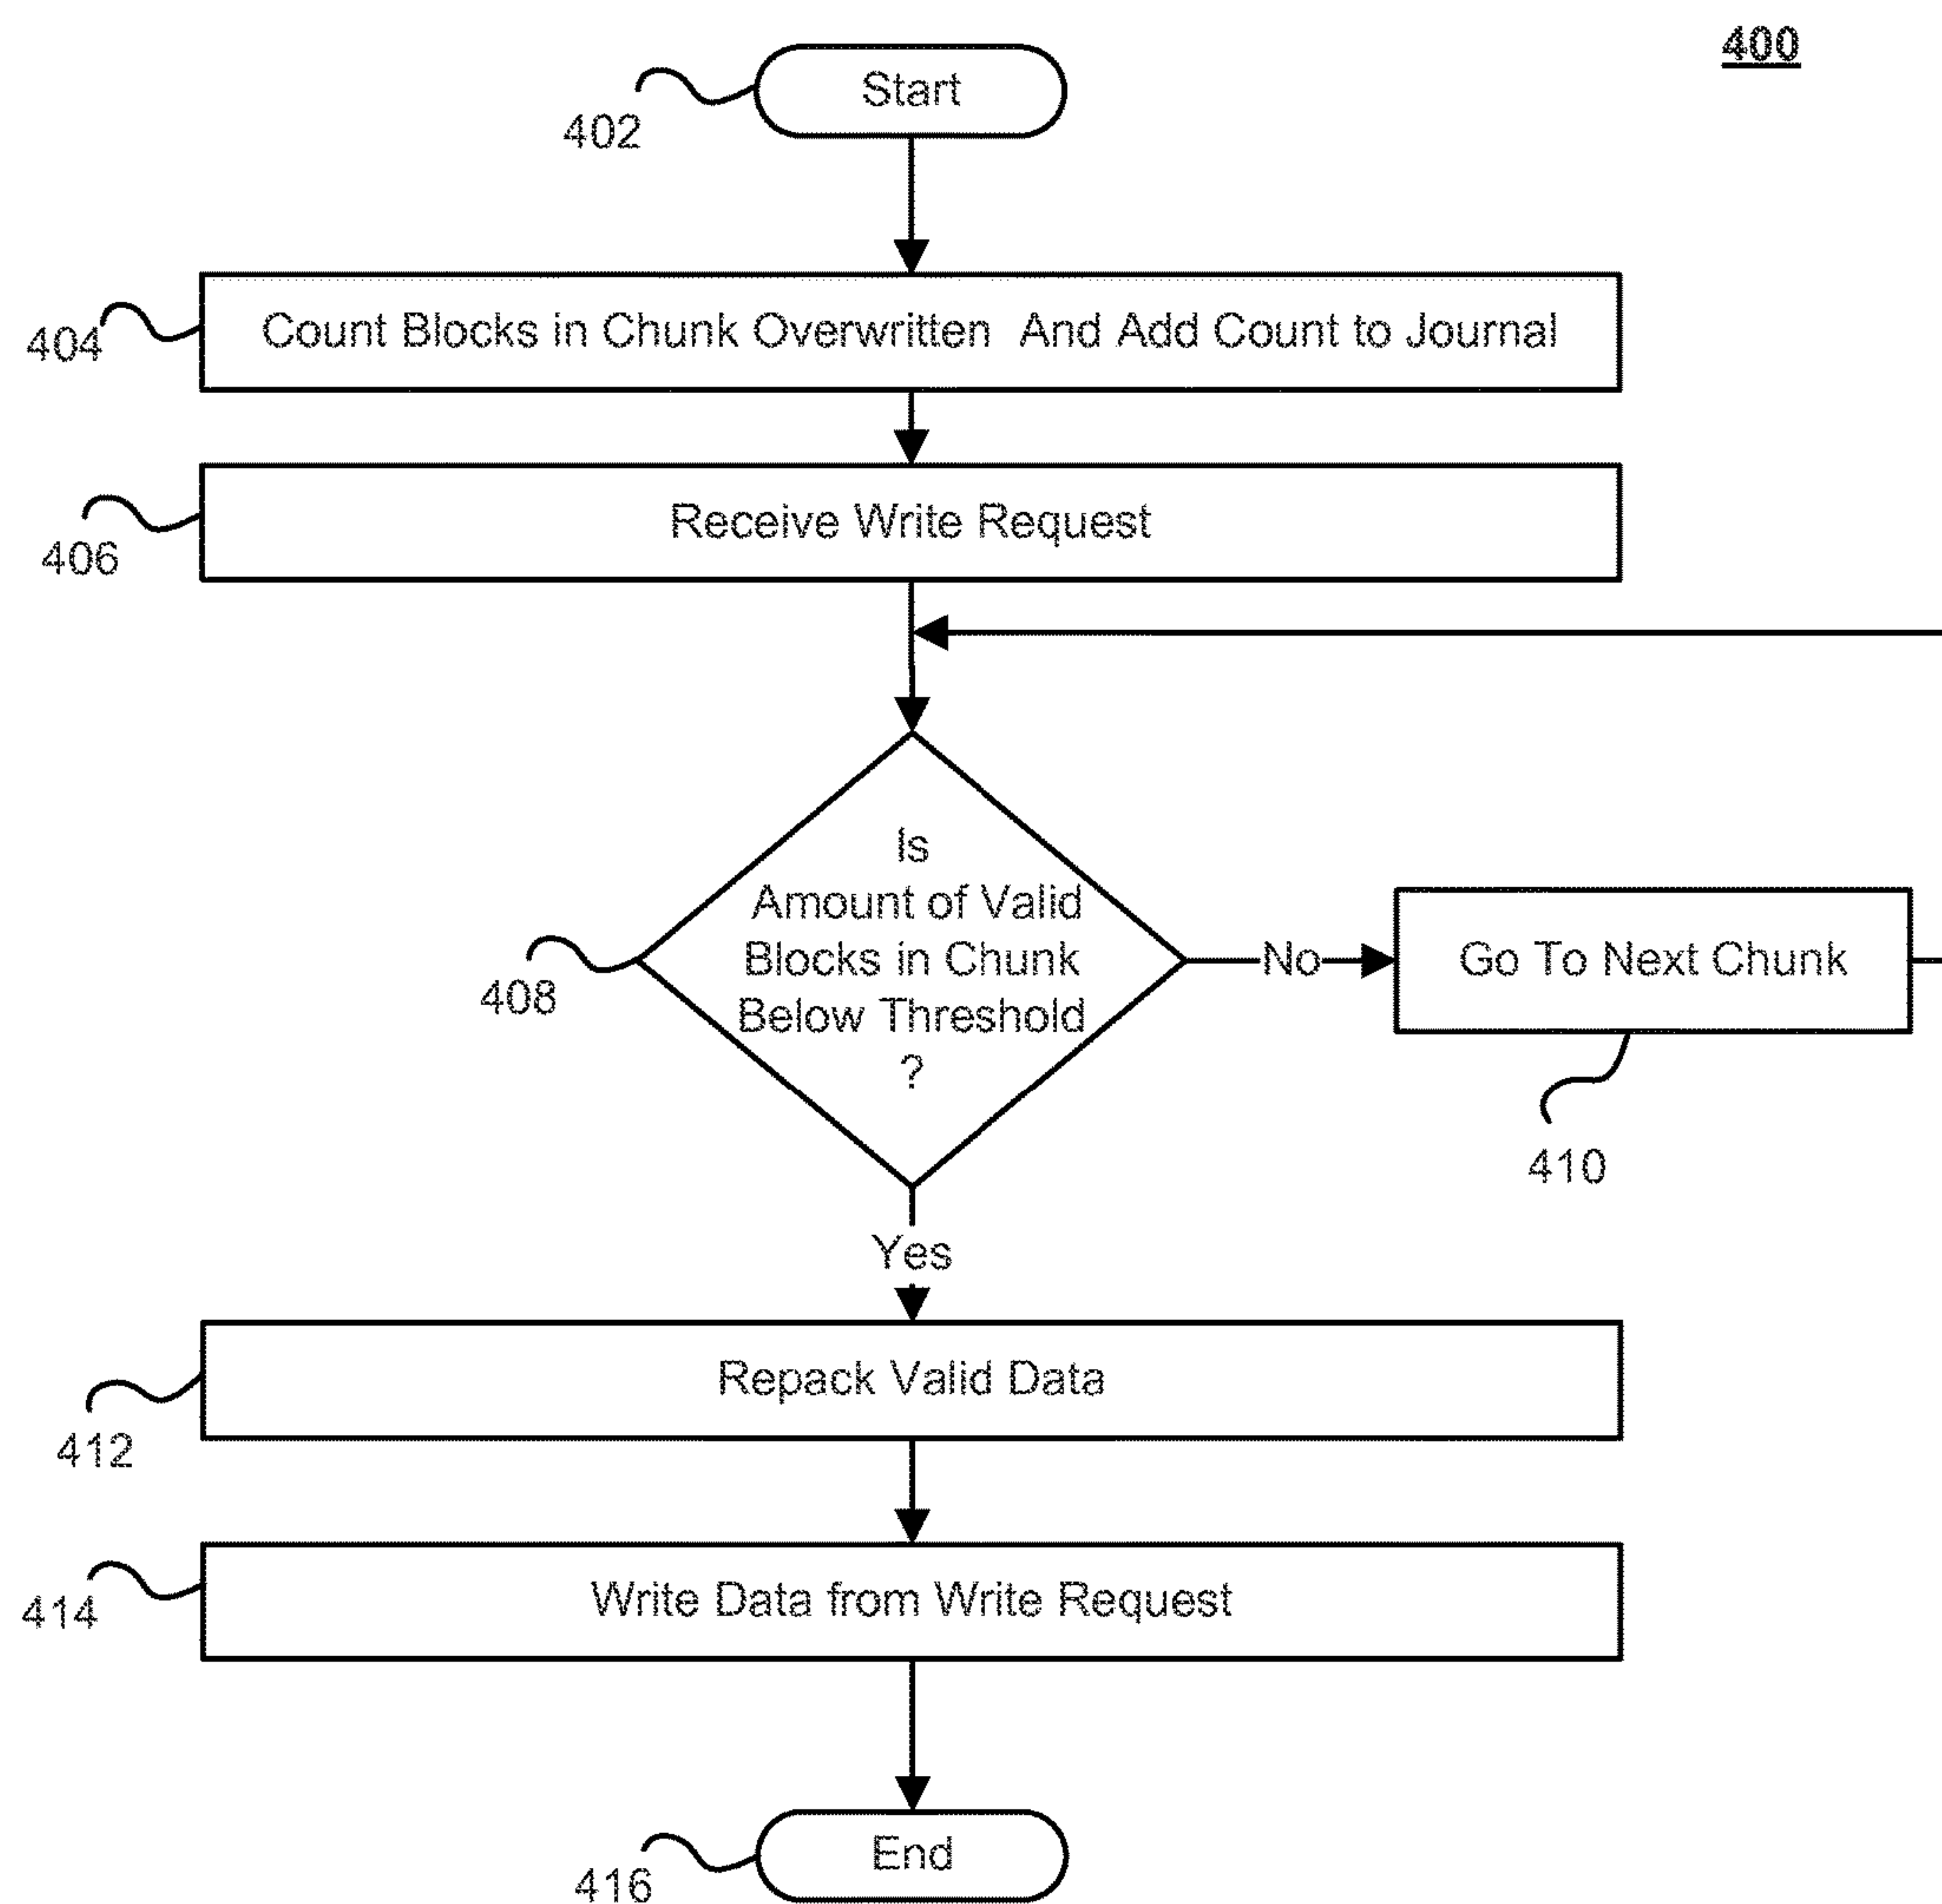 400
Start
402
Count Blocks in Chunk Overwritten And Add Count to Journal
404
Receive Write Request
406
Is
Amount of Valid
Blocks in Chunk
Below Threshold
?
408
No
Go To Next Chunk
410
Yes
Repack Valid Data
412
Write Data from Write Request
414
End
416